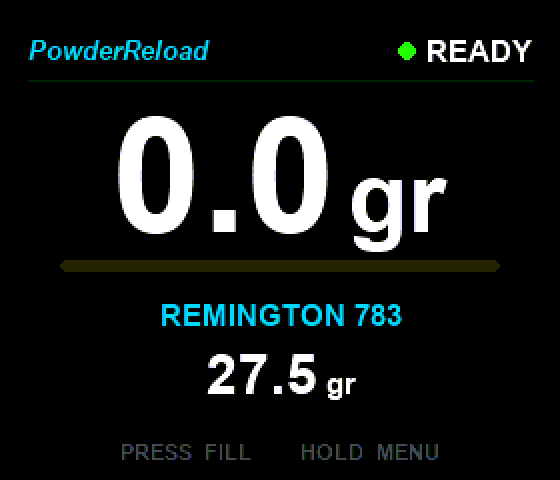 PowderReload READY
0.0 gr
REMINGTON 783
27.5 gr
PRESS FILL HOLD MENU